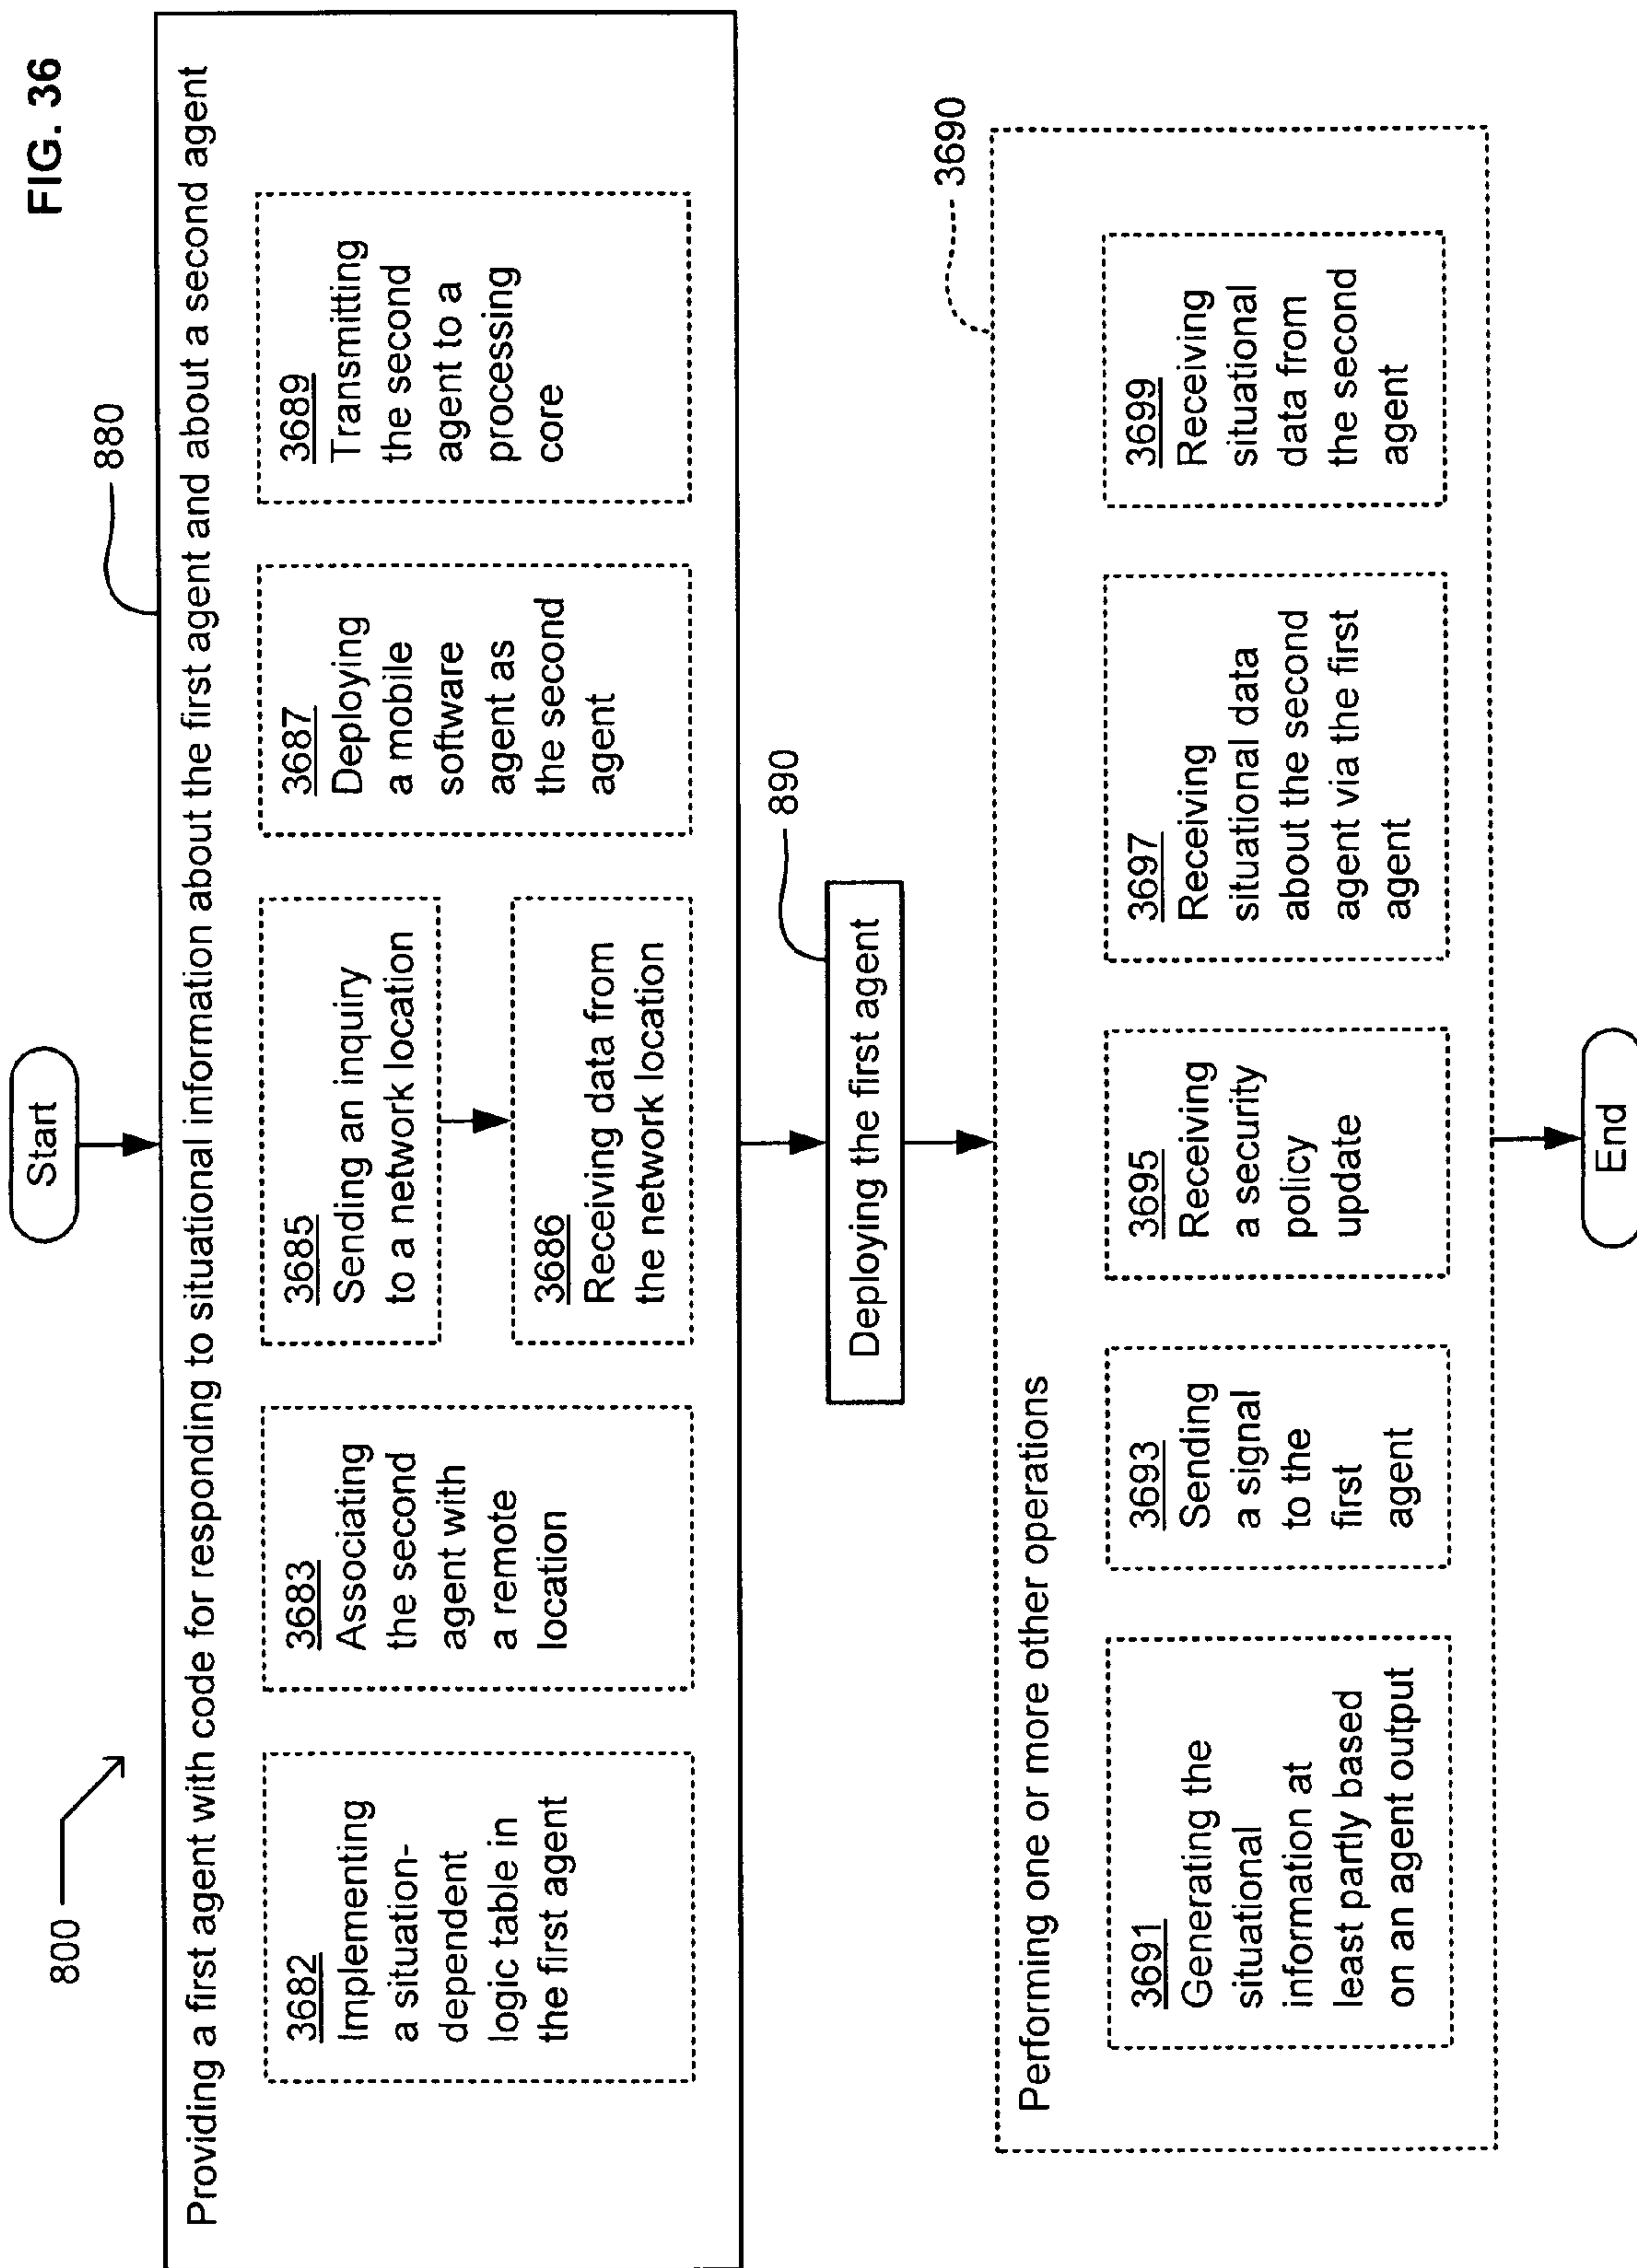 FIG. 36
800
Start
880
Providing a first agent with code for responding to situational information about the first agent and about a second agent
3682
Implementing
a situation-
dependent
logic table in
the first agent
3683
Associating
the second
agent with
a remote
location
3685
Sending an inquiry
to a network location
3686
Receiving data from
the network location
3687
Deploying
a mobile
software
agent as
the second
agent
3689
Transmitting
the second
agent to a
processing
core
890
Deploying the first agent
3690
Performing one or more other operations
3691
Generating the
situational
information at
least partly based
on an agent output
3693
Sending
a signal
to the
first
agent
3695
Receiving
a security
policy
update
3697
Receiving
situational data
about the second
agent via the first
agent
3699
Receiving
situational
data from
the second
agent
End